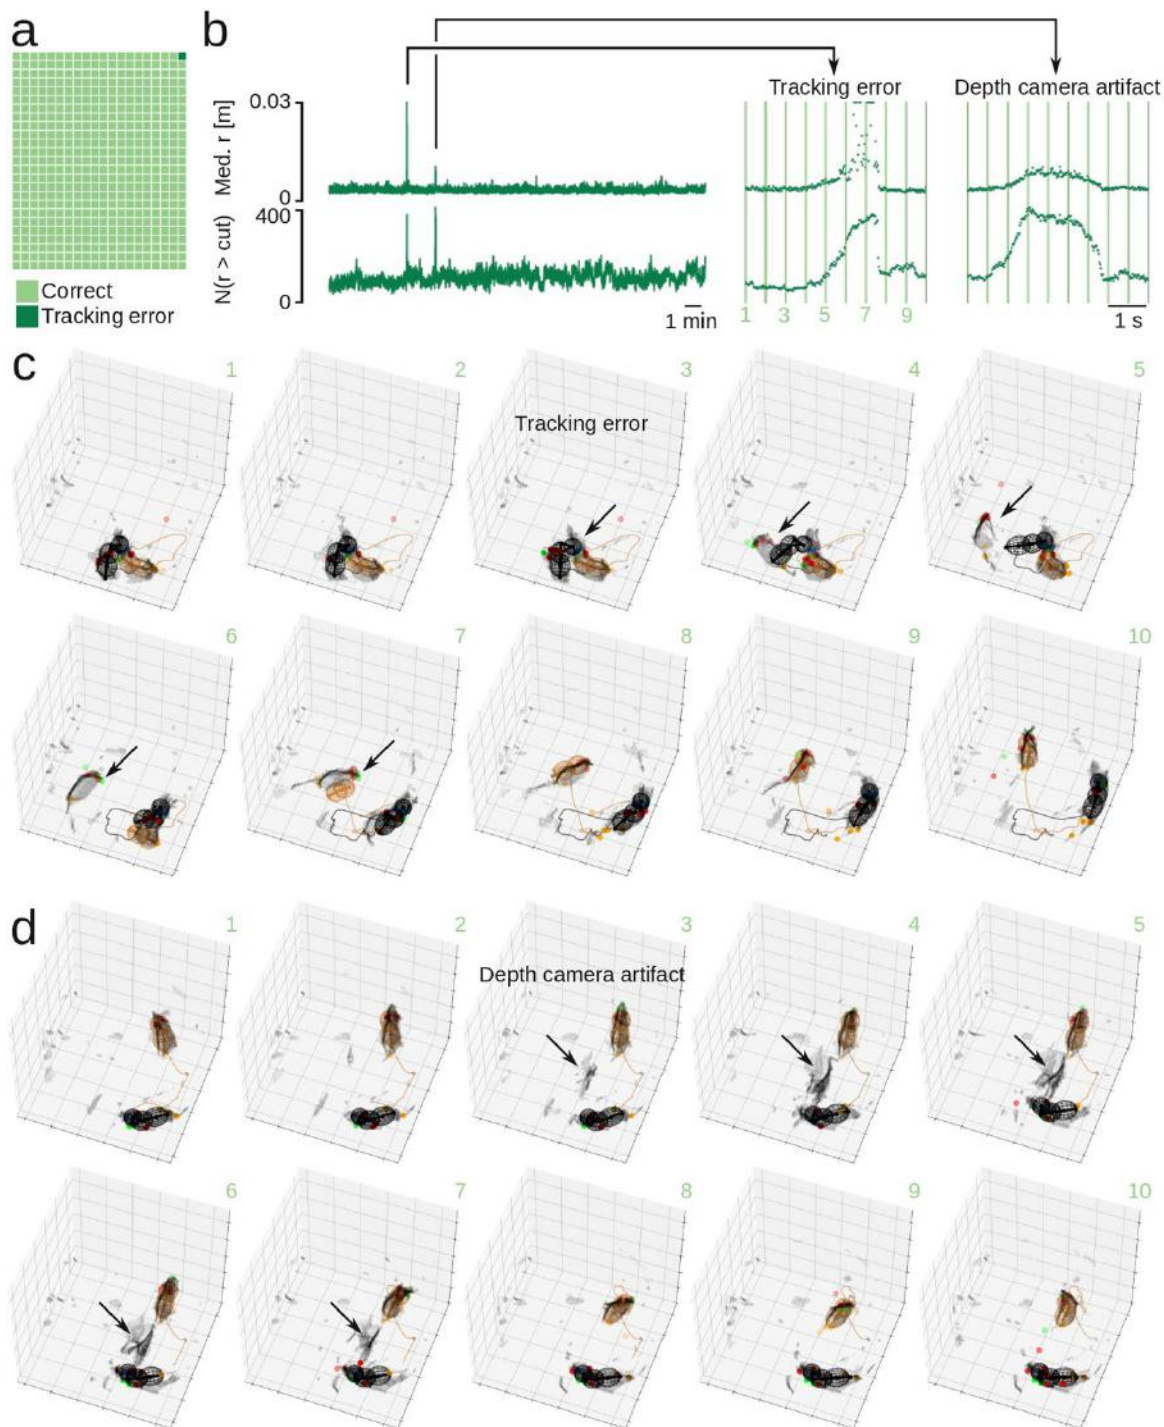 a
b
Tracking error
Depth camera artifact
Correct
Tracking error
Med. r [m]
0.03
0
N(r > cut)
400
0
1 min
1 3 5 7 9
1 s
c
1 2 3 4 5
Tracking error
6 7 8 9 10
d
1 2 3 4 5
Depth camera artifact
6 7 8 9 10